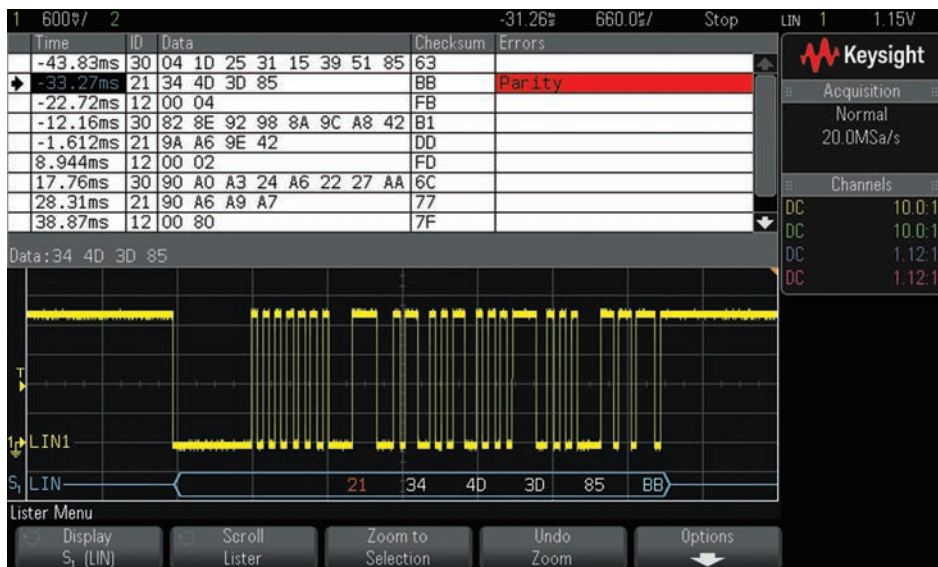 1 600⩒/ 2 -31.26㎳ 660.0㎲/ Stop LIN 1 1.15V
Time ID Data Checksum Errors
-43.83ms 30 04 1D 25 31 15 39 51 85 63
-33.27ms 21 34 4D 3D 85 BB Parity
-22.72ms 12 00 04 FB
-12.16ms 30 82 8E 92 98 8A 9C A8 42 B1
-1.612ms 21 9A A6 9E 42 DD
8.944ms 12 00 02 FD
17.76ms 30 90 A0 A3 24 A6 22 27 AA 6C
28.31ms 21 90 A6 A9 A7 77
38.87ms 12 00 80 7F
Data:34 4D 3D 85
Keysight
Acquisition
Normal
20.0MSa/s
Channels
DC 10.0:1
DC 10.0:1
DC 1.12:1
DC 1.12:1
T
1 LIN1
S1 LIN 21 34 4D 3D 85 BB
Lister Menu
Display
S1 (LIN)
Scroll
Lister
Zoom to
Selection
Undo
Zoom
Options